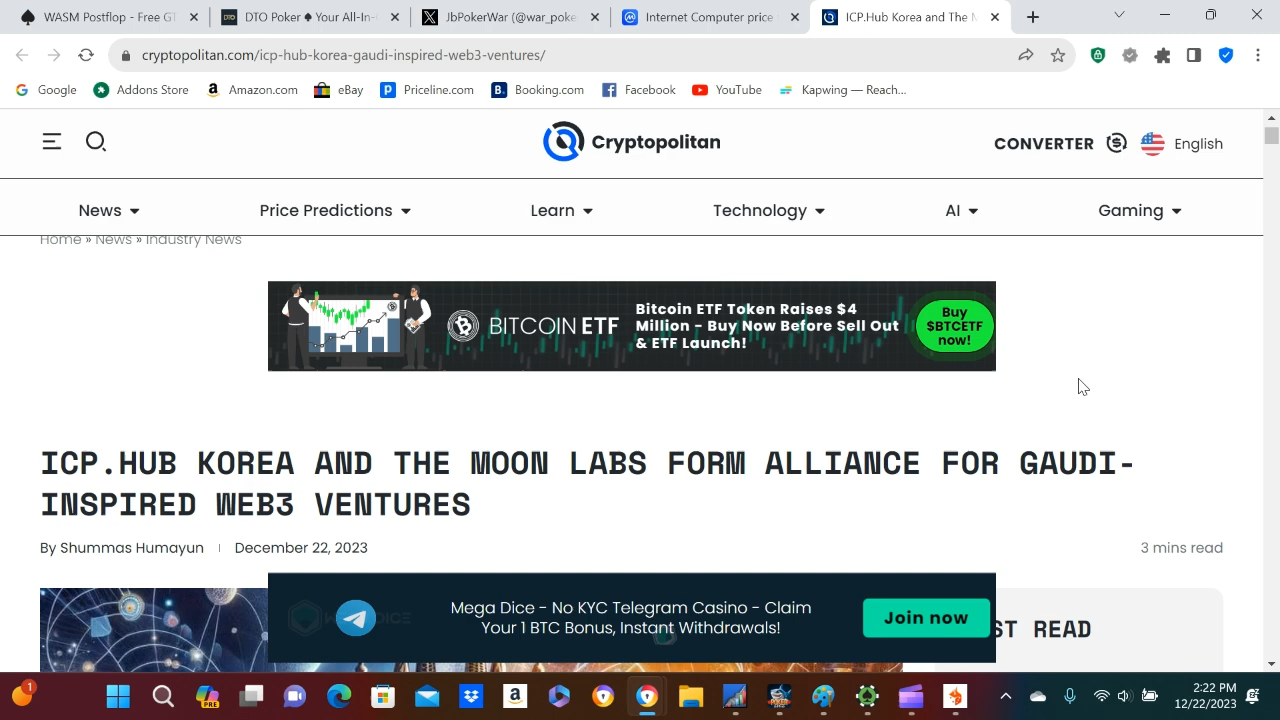 WASM Postflop - Free GT
DTO Poker ♠ Your All-In-
JbPokerWar (@war_poke
Internet Computer price
ICP.Hub Korea and The M
cryptopolitan.com/icp-hub-korea-gaudi-inspired-web3-ventures/
Google
Addons Store
Amazon.com
eBay
Priceline.com
Booking.com
Facebook
YouTube
Kapwing — Reach...
Cryptopolitan
CONVERTER
English
News
Price Predictions
Learn
Technology
AI
Gaming
Home » News » Industry News
BITCOIN ETF
Bitcoin ETF Token Raises $4
Million - Buy Now Before Sell Out
& ETF Launch!
Buy
$BTCETF
now!
ICP.HUB KOREA AND THE MOON LABS FORM ALLIANCE FOR GAUDI-
INSPIRED WEB3 VENTURES
By Shummas Humayun
December 22, 2023
3 mins read
Mega Dice - No KYC Telegram Casino - Claim
Your 1 BTC Bonus, Instant Withdrawals!
Join now
ST READ
1
PRE
2:22 PM
12/22/2023